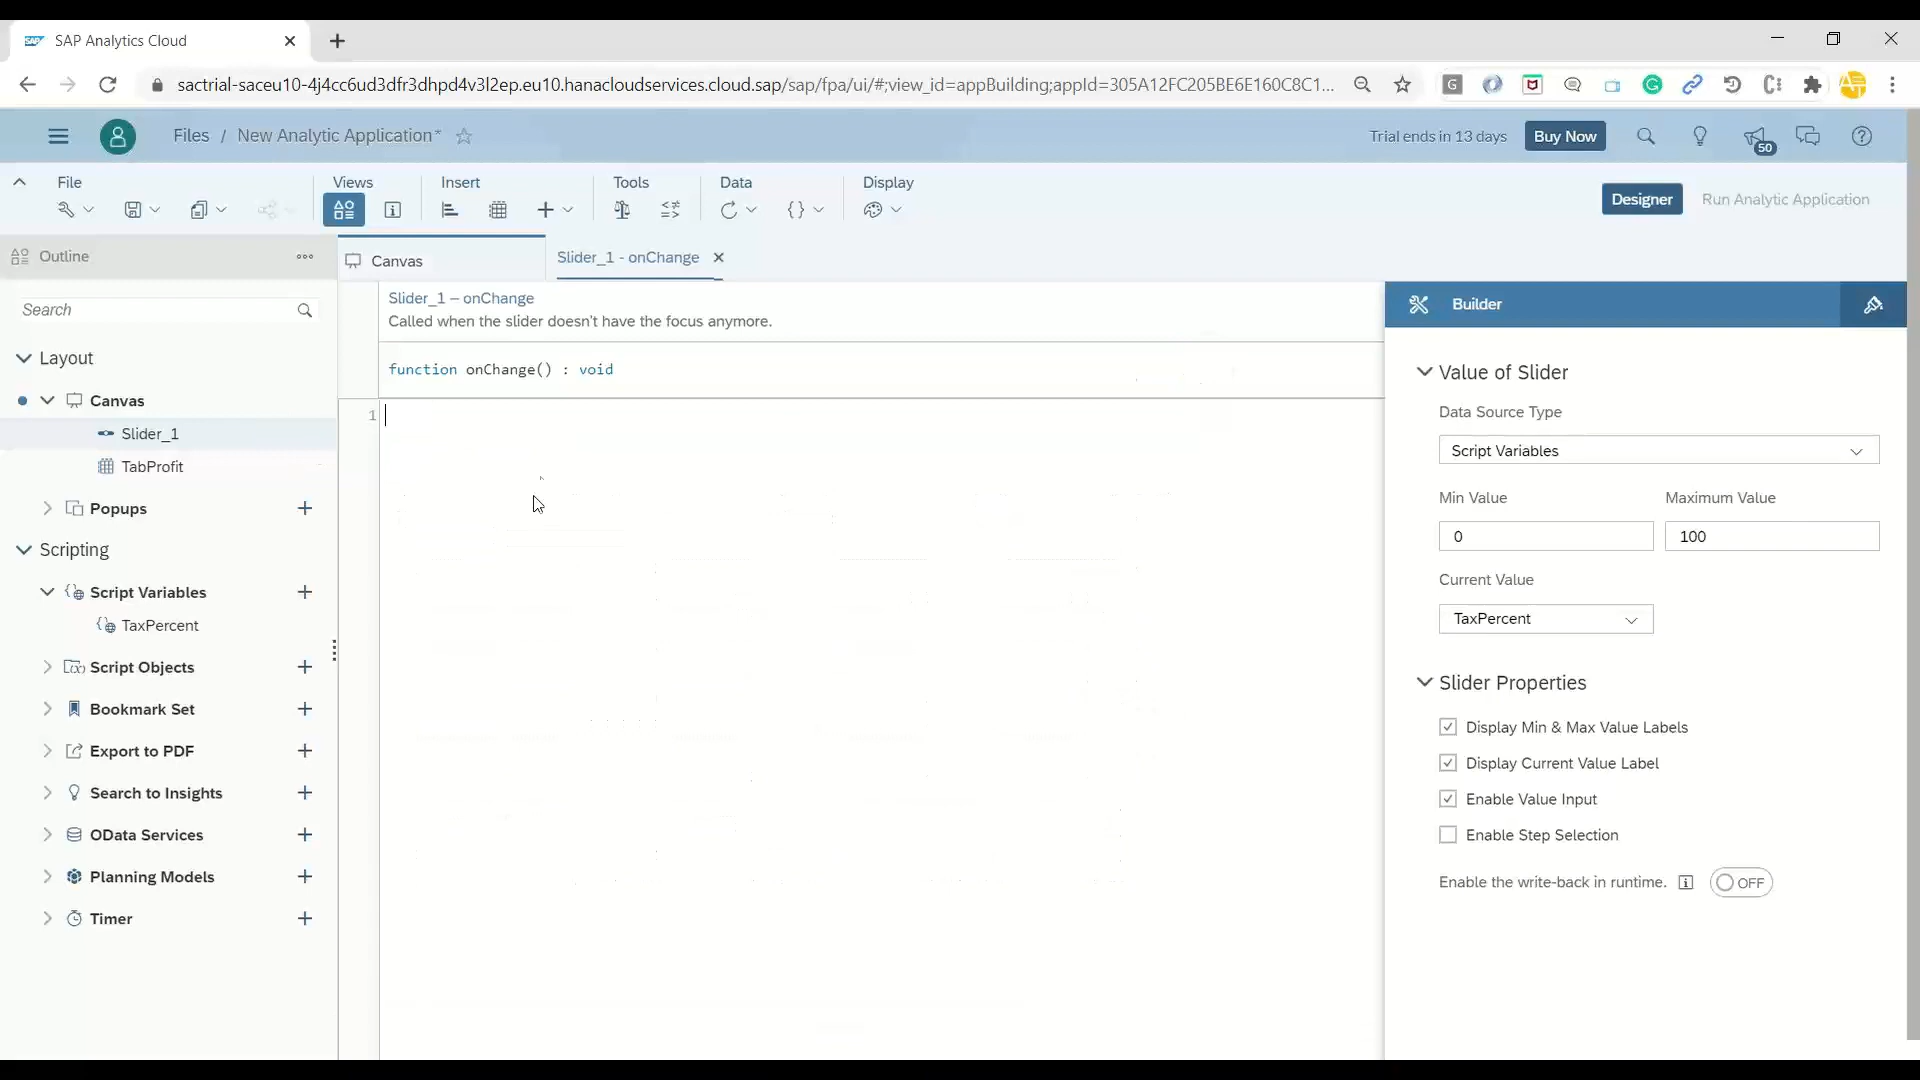 SAP Analytics Cloud
sactrial-saceu10-4j4cc6ud3dfr3dhpd4v3l2ep.eu10.hanacloudservices.cloud.sap/sap/fpa/ui/#;view_id=appBuilding;appId=305A12FC205BE6E160C8C1...
Files / New Analytic Application*
Trial ends in 13 days
Buy Now
50
File
Views
Insert
Tools
Data
Display
Designer
Run Analytic Application
Outline
Canvas
Slider_1 - onChange
Search
Slider_1 – onChange
Called when the slider doesn't have the focus anymore.
function onChange() : void
1
Layout
Canvas
Slider_1
TabProfit
Popups
Scripting
Script Variables
TaxPercent
Script Objects
Bookmark Set
Export to PDF
Search to Insights
OData Services
Planning Models
Timer
Builder
Value of Slider
Data Source Type
Script Variables
Min Value
Maximum Value
0
100
Current Value
TaxPercent
Slider Properties
Display Min & Max Value Labels
Display Current Value Label
Enable Value Input
Enable Step Selection
Enable the write-back in runtime.
OFF